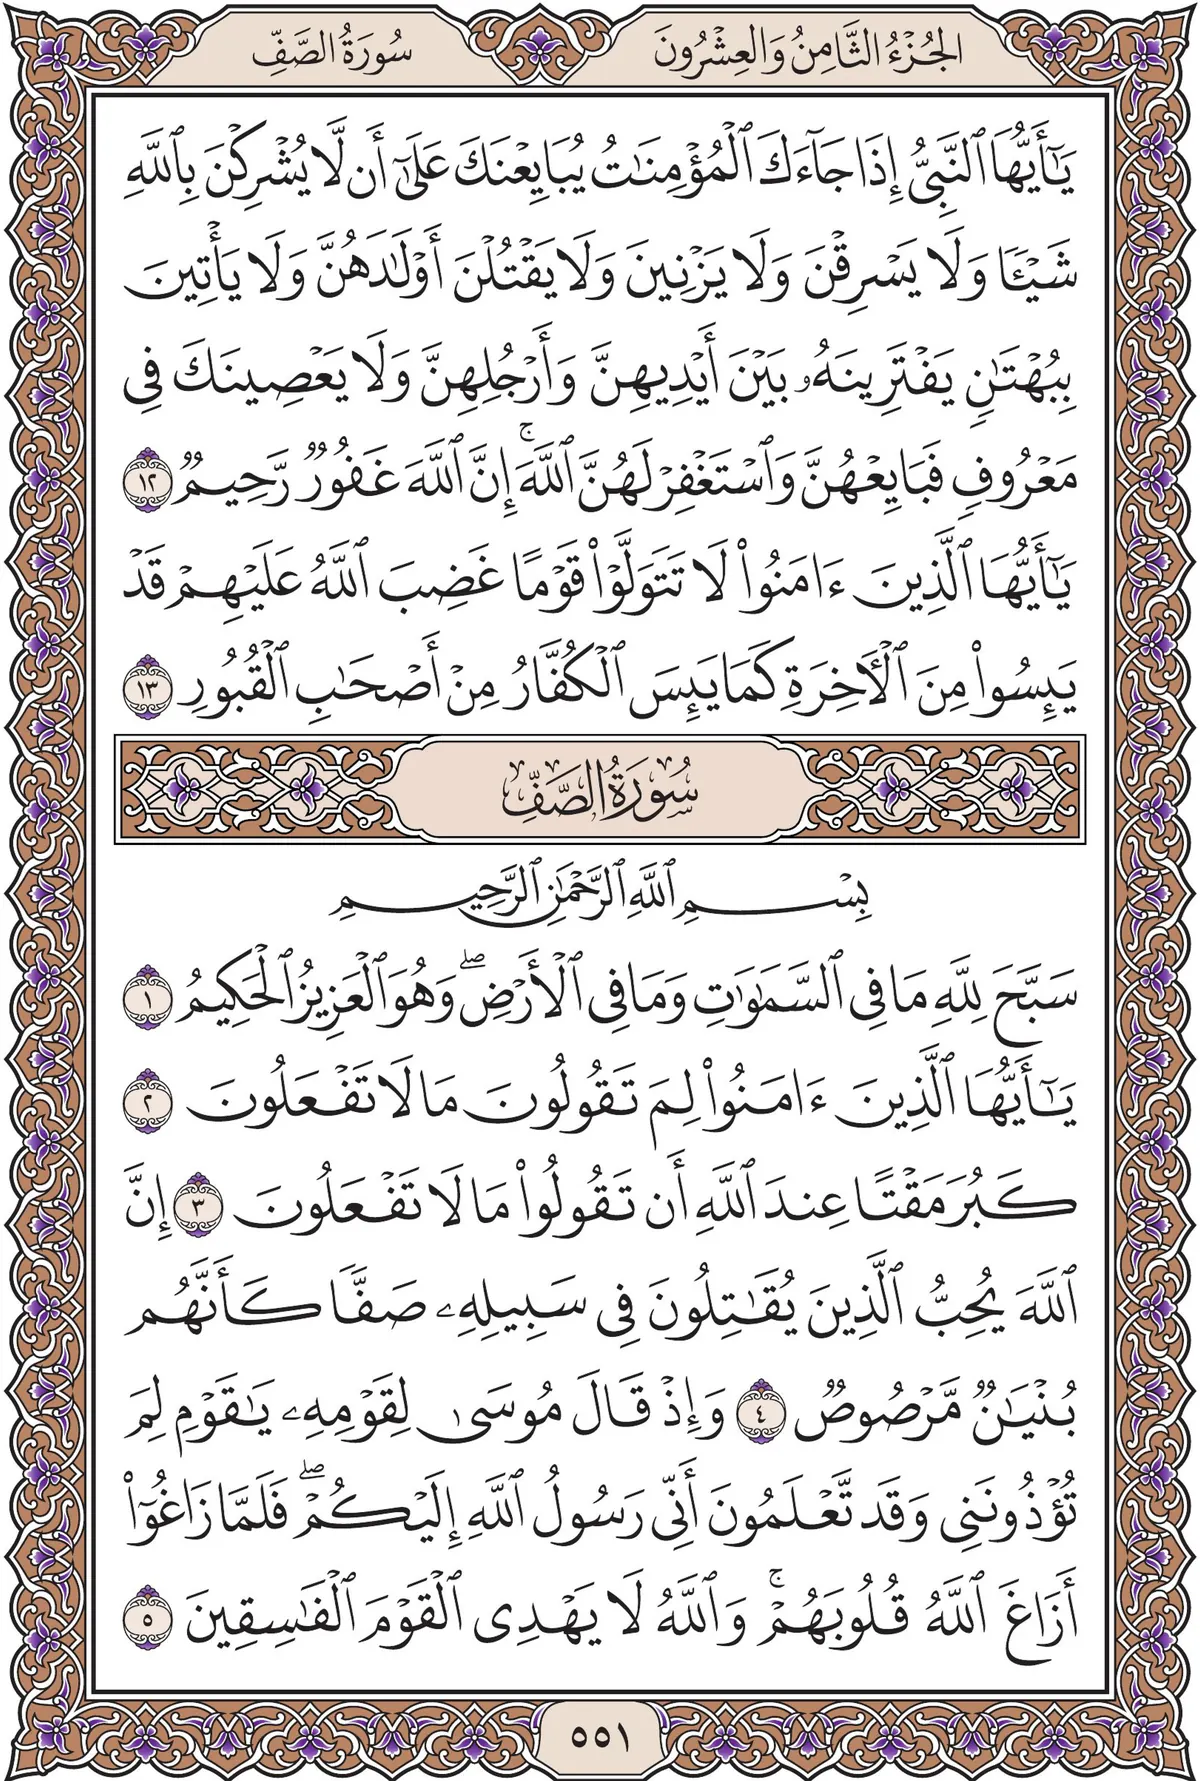 الجُزْءُ الثَّامِنُ وَالعِشْرُونَ
سُورَةُ الصَّفِّ
يَٰٓأَيُّهَا ٱلنَّبِيُّ إِذَا جَآءَكَ ٱلْمُؤْمِنَٰتُ يُبَايِعْنَكَ عَلَىٰٓ أَن لَّا يُشْرِكْنَ بِٱللَّهِ
شَيْـًٔا وَلَا يَسْرِقْنَ وَلَا يَزْنِينَ وَلَا يَقْتُلْنَ أَوْلَٰدَهُنَّ وَلَا يَأْتِينَ
بِبُهْتَٰنٍ يَفْتَرِينَهُۥ بَيْنَ أَيْدِيهِنَّ وَأَرْجُلِهِنَّ وَلَا يَعْصِينَكَ فِى
مَعْرُوفٍ فَبَايِعْهُنَّ وَٱسْتَغْفِرْ لَهُنَّ ٱللَّهَ ۚ إِنَّ ٱللَّهَ غَفُورٌ رَّحِيمٌ ١٢
يَٰٓأَيُّهَا ٱلَّذِينَ ءَامَنُوا۟ لَا تَتَوَلَّوْا۟ قَوْمًا غَضِبَ ٱللَّهُ عَلَيْهِمْ قَدْ
يَئِسُوا۟ مِنَ ٱلْءَاخِرَةِ كَمَا يَئِسَ ٱلْكُفَّارُ مِنْ أَصْحَٰبِ ٱلْقُبُورِ ١٣
سُورَةُ الصَّفِّ
بِسْمِ ٱللَّهِ ٱلرَّحْمَٰنِ ٱلرَّحِيمِ
سَبَّحَ لِلَّهِ مَا فِى ٱلسَّمَٰوَٰتِ وَمَا فِى ٱلْأَرْضِ ۖ وَهُوَ ٱلْعَزِيزُ ٱلْحَكِيمُ ١
يَٰٓأَيُّهَا ٱلَّذِينَ ءَامَنُوا۟ لِمَ تَقُولُونَ مَا لَا تَفْعَلُونَ ٢
كَبُرَ مَقْتًا عِندَ ٱللَّهِ أَن تَقُولُوا۟ مَا لَا تَفْعَلُونَ ٣ إِنَّ
ٱللَّهَ يُحِبُّ ٱلَّذِينَ يُقَٰتِلُونَ فِى سَبِيلِهِۦ صَفًّا كَأَنَّهُم
بُنْيَٰنٌ مَّرْصُوصٌ ٤ وَإِذْ قَالَ مُوسَىٰ لِقَوْمِهِۦ يَٰقَوْمِ لِمَ
تُؤْذُونَنِى وَقَد تَّعْلَمُونَ أَنِّى رَسُولُ ٱللَّهِ إِلَيْكُمْ ۖ فَلَمَّا زَاغُوٓا۟
أَزَاغَ ٱللَّهُ قُلُوبَهُمْ ۚ وَٱللَّهُ لَا يَهْدِى ٱلْقَوْمَ ٱلْفَٰسِقِينَ ٥
٥٥١